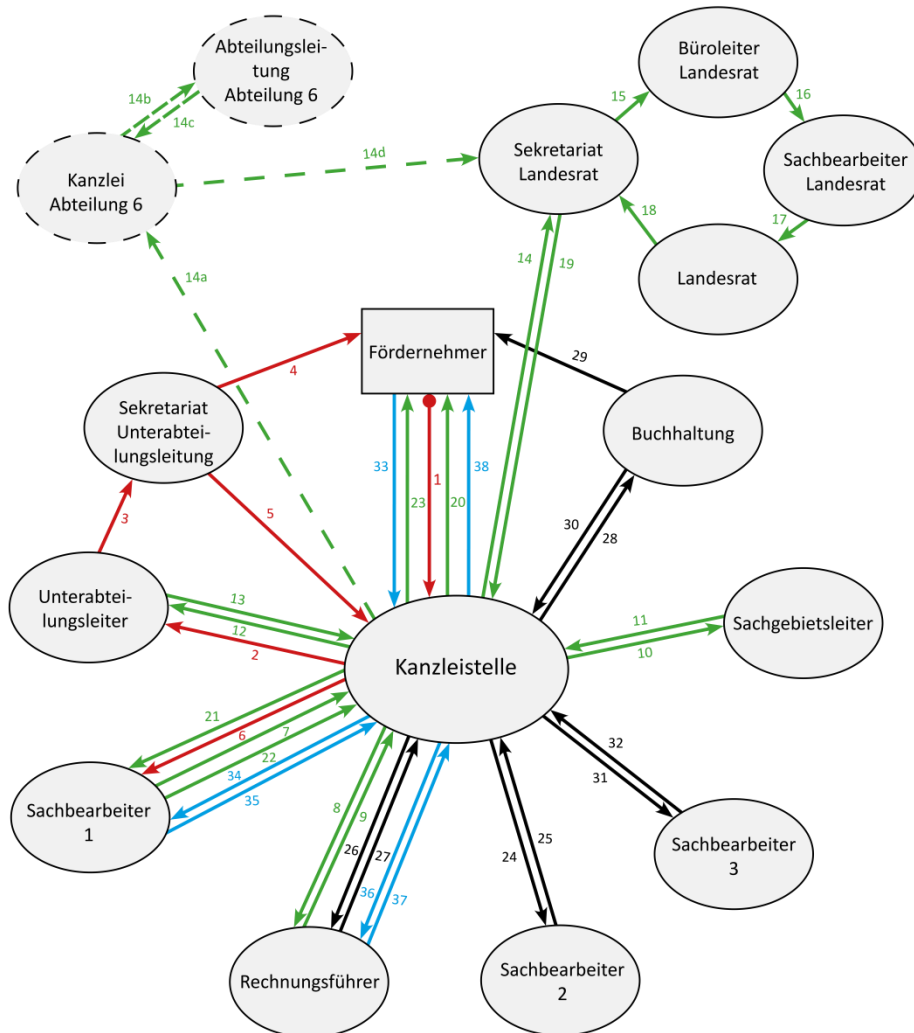 Abteilungslei-
tung
Abteilung 6
Büroleiter
Landesrat
14b
14c
15
16
14d
Kanzlei
Abteilung 6
Sekretariat
Landesrat
Sachbearbeiter
Landesrat
18
17
14a
14
19
Landesrat
Fördernehmer
29
4
Sekretariat
Unterabtei-
lungsleitung
Buchhaltung
33
23
1
20
38
3
5
30
28
Unterabtei-
lungsleiter
13
12
2
11
10
Sachgebietsleiter
Kanzleistelle
21
6
7
22
34
35
32
31
Sachbearbeiter
1
8
9
26
27
36
37
24
25
Sachbearbeiter
3
Rechnungsführer
Sachbearbeiter
2